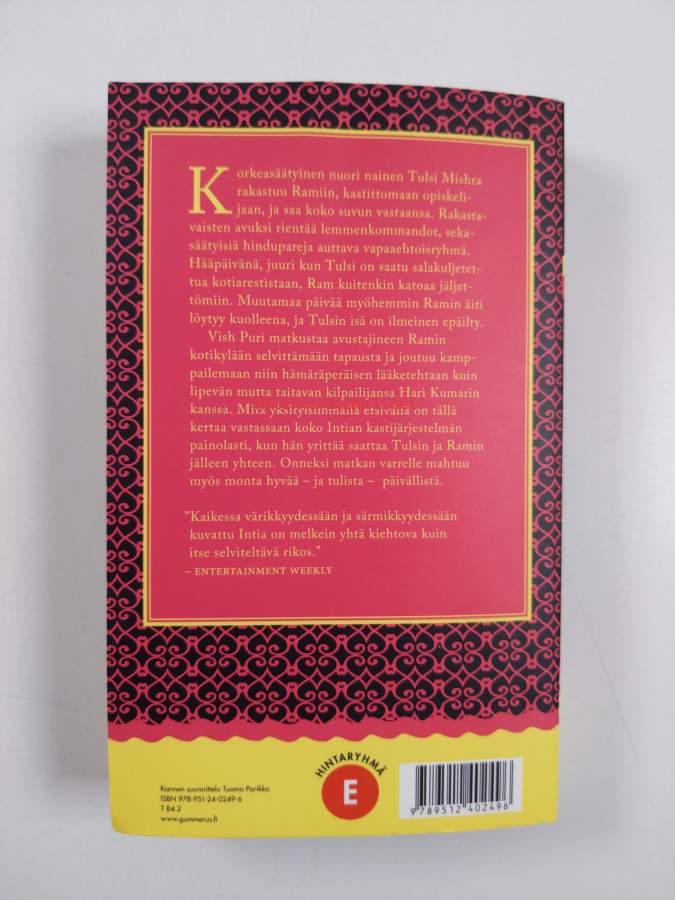 Korkeasäätyinen nuori nainen Tulsi Mishra
rakastuu Ramiin, kastittomaan opiskeli-
jaan, ja saa koko suvun vastaansa. Rakasta-
vaisten avuksi rientää lemmenkommandot, seka-
säätyisiä hindupareja auttava vapaaehtoisryhmä.
Hääpäivänä, juuri kun Tulsi on saatu salakuljetet-
tua kotiarestistaan, Ram kuitenkin katoaa jäljet-
tömiin. Muutamaa päivää myöhemmin Ramin äiti
löytyy kuolleena, ja Tulsin isä on ilmeinen epäilty.
Vish Puri matkustaa avustajineen Ramin
kotikylään selvittämään tapausta ja joutuu kamp-
pailemaan niin hämäräperäisen lääketehtaan kuin
lipevän mutta taitavan kilpailijansa Hari Kumarin
kanssa. on tällä
kertaa vastassaan koko Intian kastijärjestelmän
painolasti, kun hän yrittää saattaa Tulsin ja Ramin
jälleen yhteen. Onneksi matkan varrelle mahtuu
myös monta hyvää – ja tulista – päivällistä.
"Kaikessa värikkyydessään ja särmikkyydessään
kuvattu Intia on melkein yhtä kiehtova kuin
itse selviteltävä rikos."
– ENTERTAINMENT WEEKLY
Kannen suunnittelu Tuomo Parikka
ISBN 978-951-24-0249-6
T 84.2
www.gummerus.fi
HINTARYHMÄ
E
9789512402496